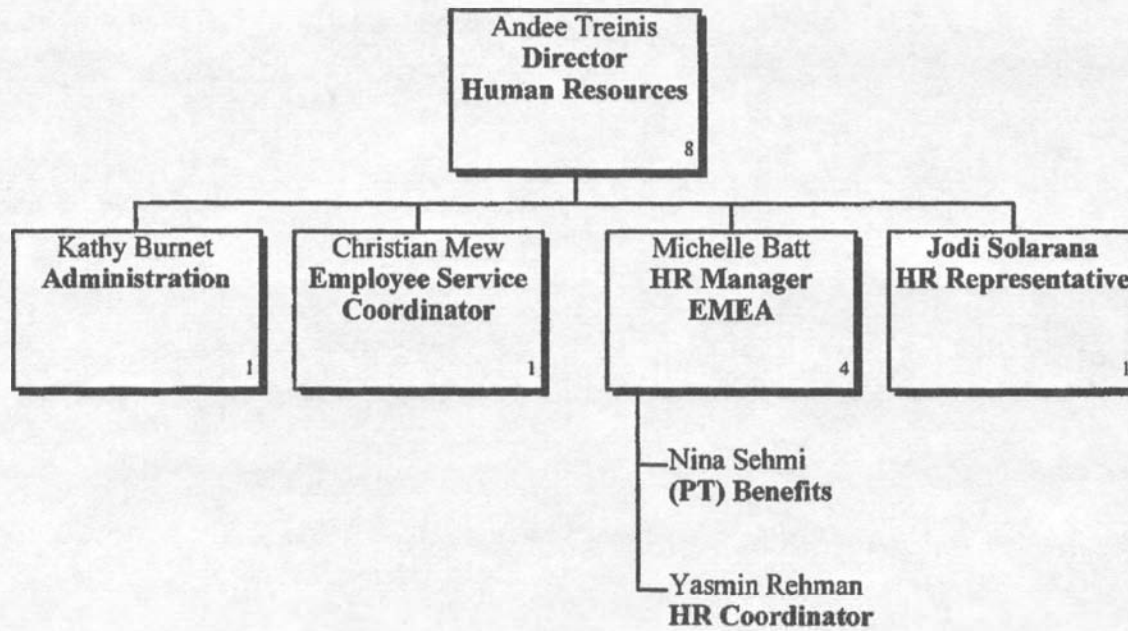 Andee Treinis
Director
Human Resources
8
Kathy Burnet
Administration
1
Christian Mew
Employee Service
Coordinator
1
Michelle Batt
HR Manager
EMEA
4
Jodi Solarana
HR Representative
1
Nina Sehmi
(PT) Benefits
Yasmin Rehman
HR Coordinator